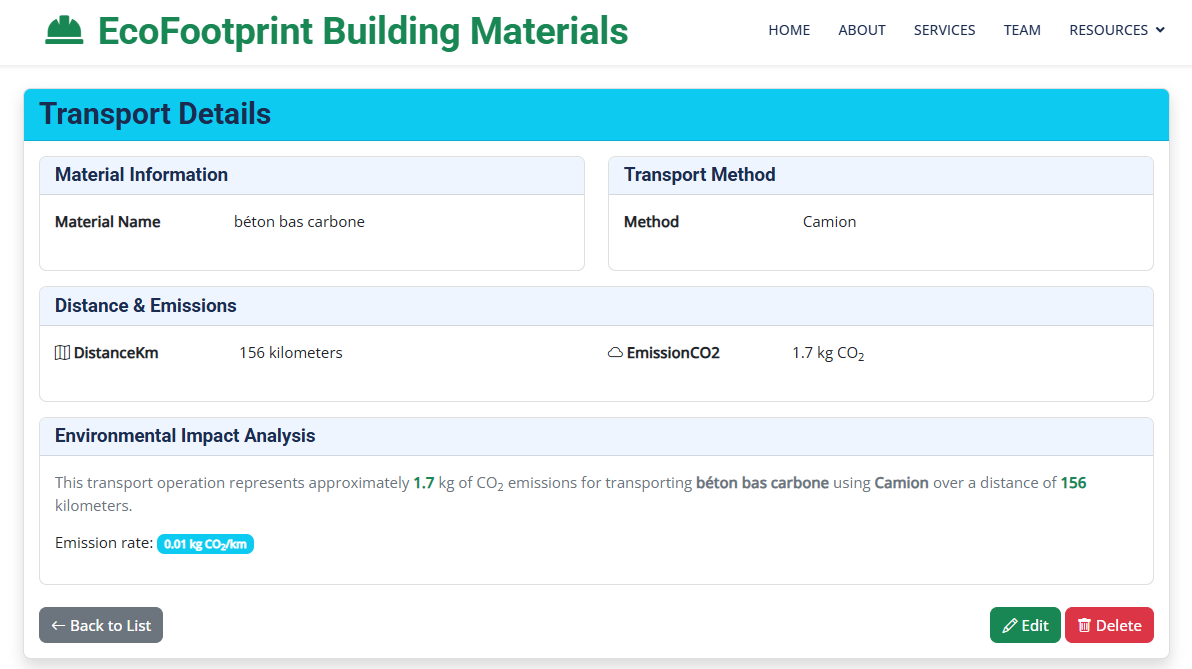 EcoFootprint Building Materials
HOME ABOUT SERVICES TEAM RESOURCES
Transport Details
Material Information
Material Name béton bas carbone
Transport Method
Method Camion
Distance & Emissions
DistanceKm 156 kilometers EmissionCO2 1.7 kg CO₂
Environmental Impact Analysis
This transport operation represents approximately 1.7 kg of CO₂ emissions for transporting béton bas carbone using Camion over a distance of 156
kilometers.
Emission rate: 0.01 kg CO₂/km
Back to List Edit Delete